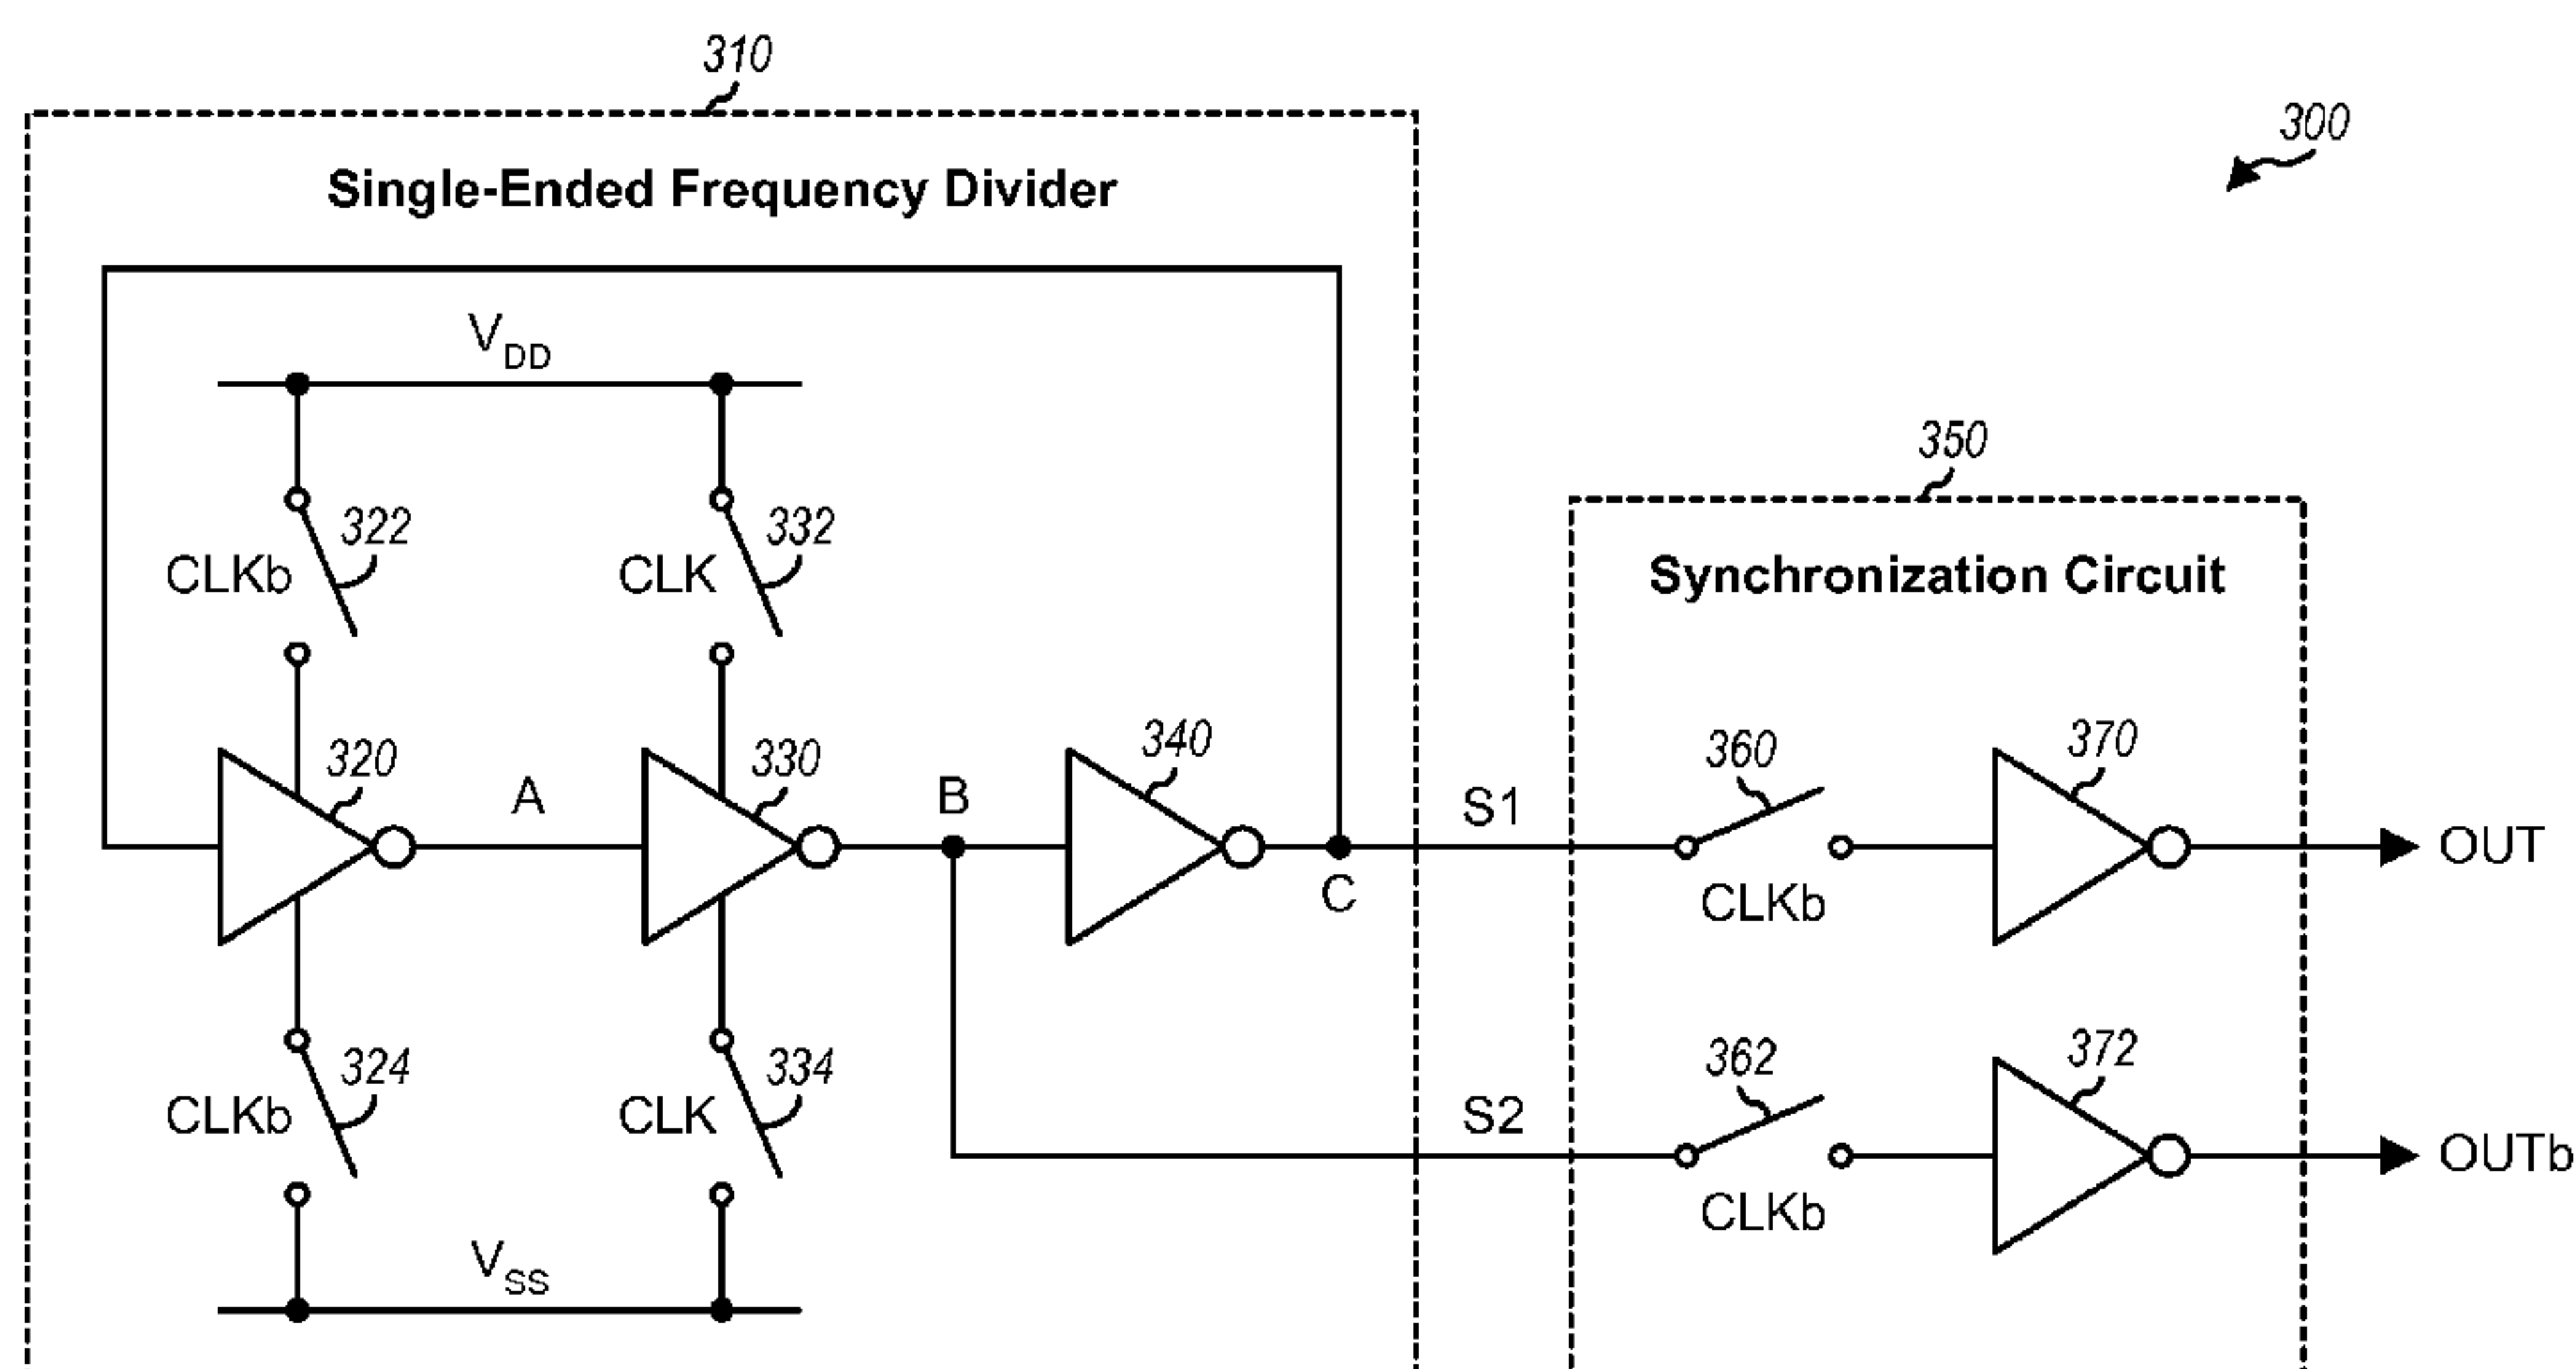 310
300
Single-Ended Frequency Divider
VDD
350
322
332
CLKb
CLK
Synchronization Circuit
320
330
340
360
370
A
B
S1
OUT
C
CLKb
324
334
362
372
CLKb
CLK
S2
OUTb
CLKb
VSS